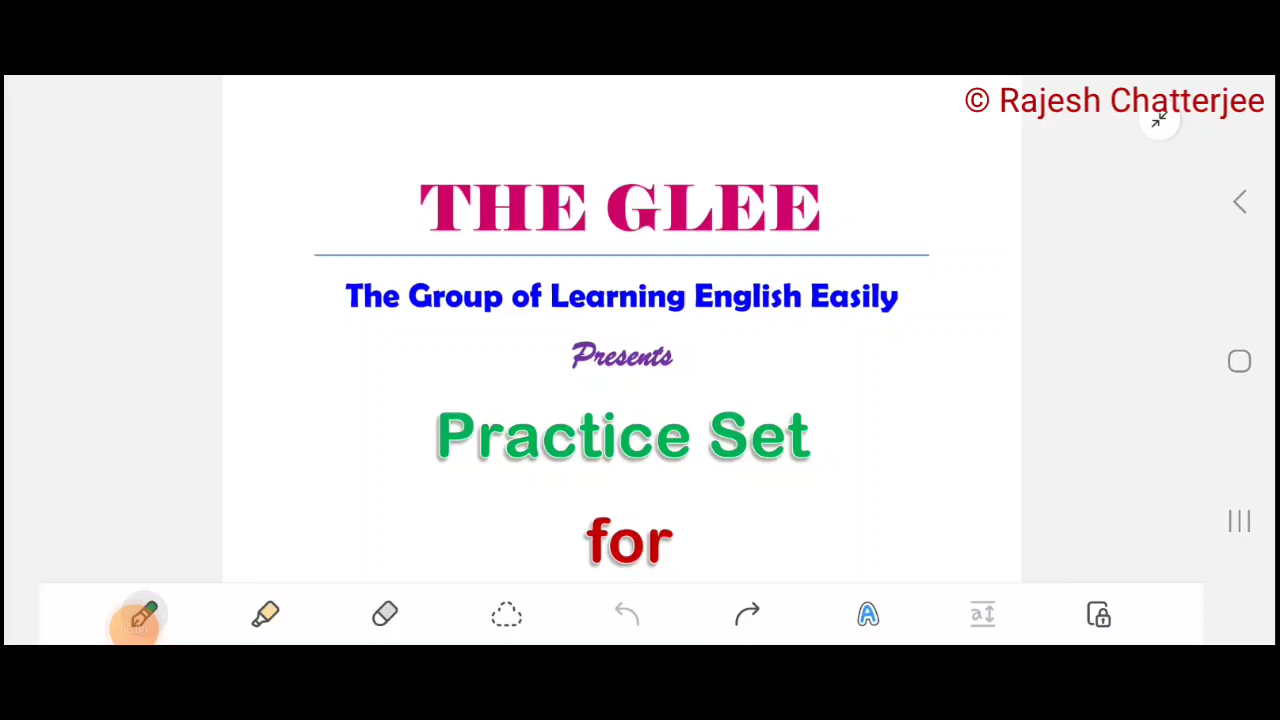 © Rajesh Chatterjee
THE GLEE
The Group of Learning English Easily
Presents
Practice Set
for